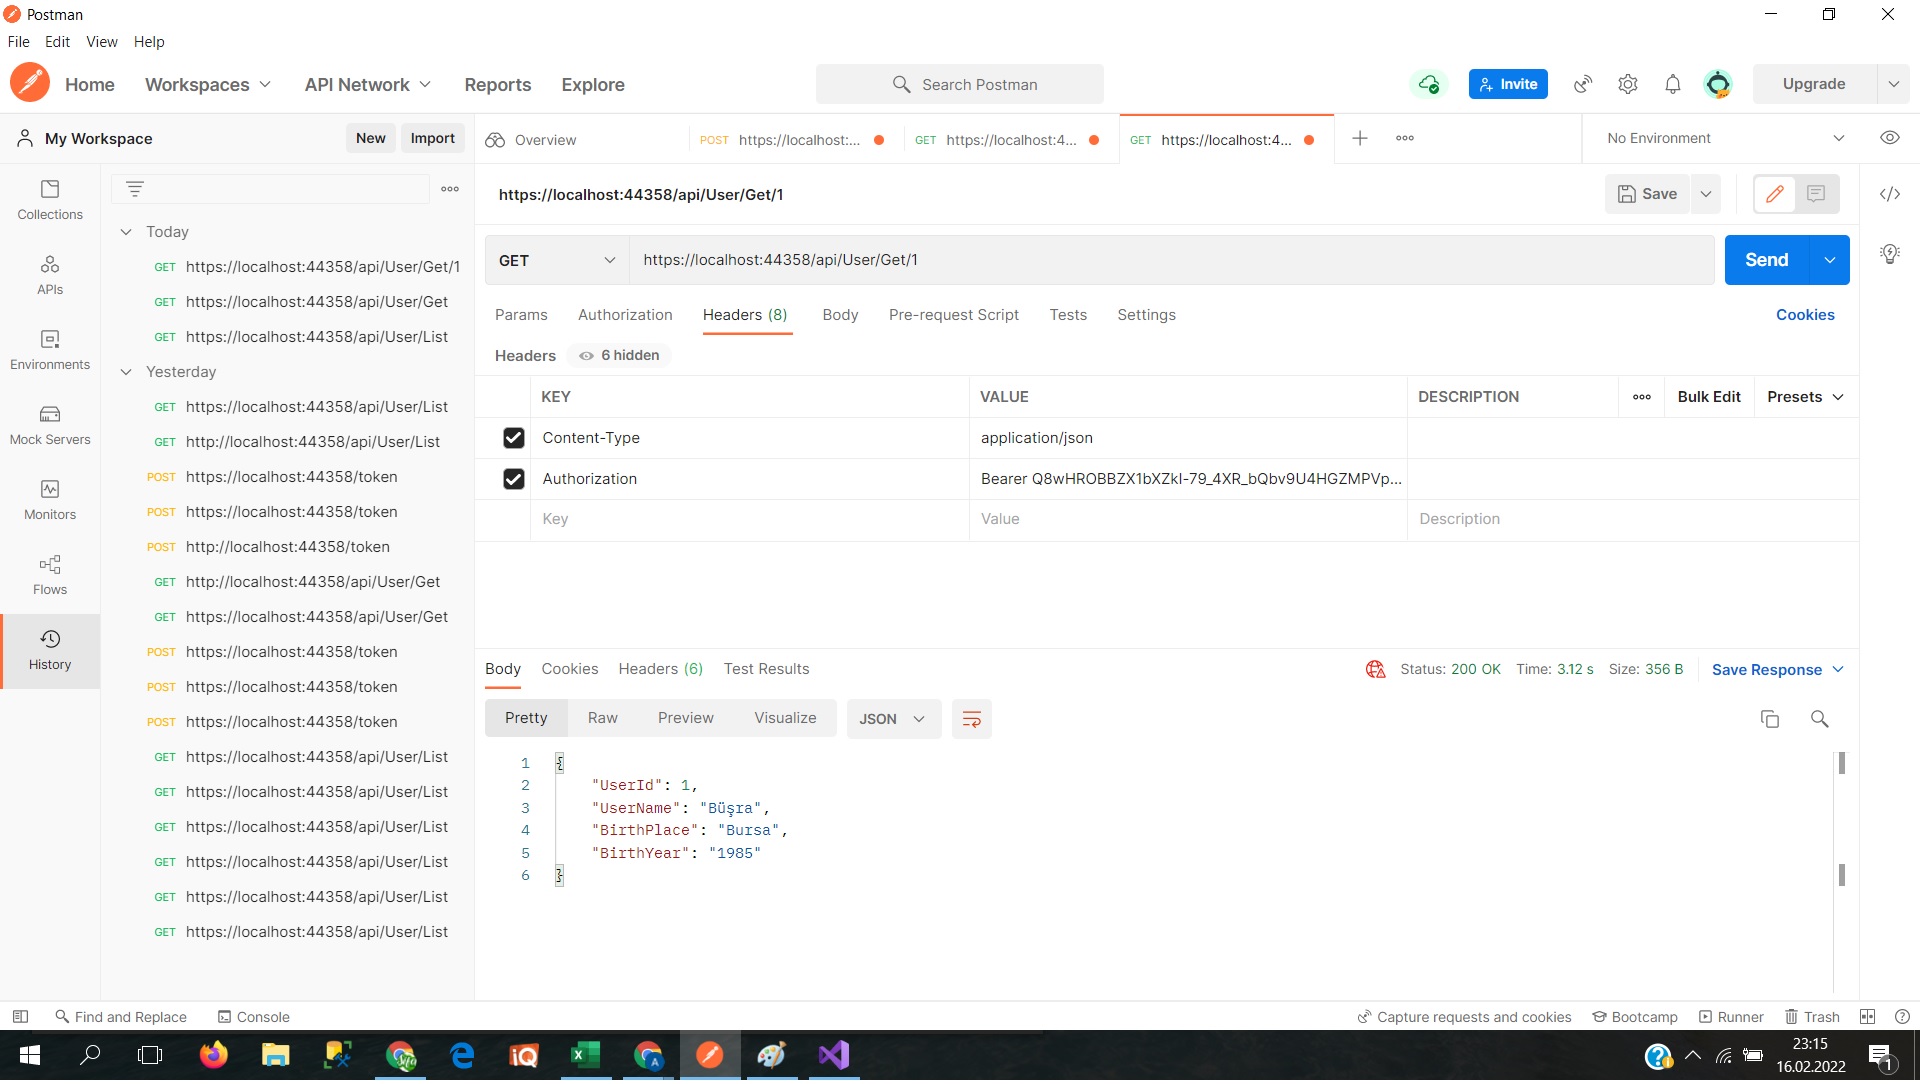 Postman
File Edit View Help
Home Workspaces API Network Reports Explore Search Postman Invite Upgrade
My Workspace New Import Overview POST https://localhost:... GET https://localhost:4... GET https://localhost:4... No Environment
https://localhost:44358/api/User/Get/1 Save
GET https://localhost:44358/api/User/Get/1 Send
Params Authorization Headers (8) Body Pre-request Script Tests Settings Cookies
Headers 6 hidden
KEY VALUE DESCRIPTION Bulk Edit Presets
Content-Type application/json
Authorization Bearer Q8wHROBBZX1bXZkI-79_4XR_bQbv9U4HGZMPVp...
Key Value Description
Collections
APIs
Environments
Mock Servers
Monitors
Flows
History
Today
GET https://localhost:44358/api/User/Get/1
GET https://localhost:44358/api/User/Get
GET https://localhost:44358/api/User/List
Yesterday
GET https://localhost:44358/api/User/List
GET http://localhost:44358/api/User/List
POST https://localhost:44358/token
POST https://localhost:44358/token
POST http://localhost:44358/token
GET http://localhost:44358/api/User/Get
GET https://localhost:44358/api/User/Get
POST https://localhost:44358/token
POST https://localhost:44358/token
POST https://localhost:44358/token
GET https://localhost:44358/api/User/List
GET https://localhost:44358/api/User/List
GET https://localhost:44358/api/User/List
GET https://localhost:44358/api/User/List
GET https://localhost:44358/api/User/List
GET https://localhost:44358/api/User/List
Body Cookies Headers (6) Test Results Status: 200 OK Time: 3.12 s Size: 356 B Save Response
Pretty Raw Preview Visualize JSON
1 {
2 "UserId": 1,
3 "UserName": "Büşra",
4 "BirthPlace": "Bursa",
5 "BirthYear": "1985"
6 }
Find and Replace Console Capture requests and cookies Bootcamp Runner Trash
iQ
23:15
16.02.2022
1